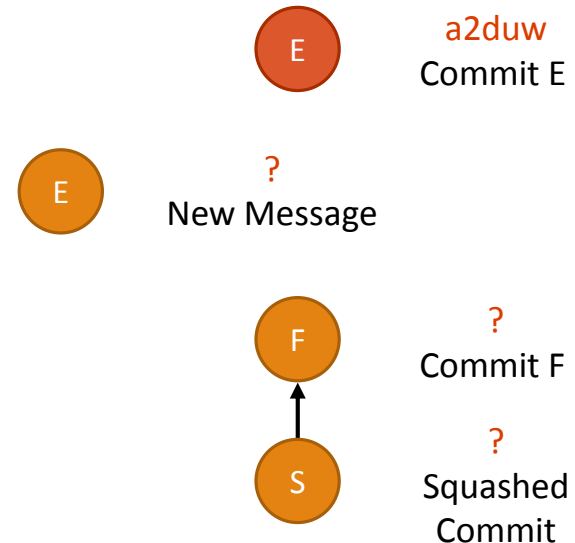 E
a2duw
Commit E
E
?
New Message
F
?
Commit F
S
?
Squashed
Commit